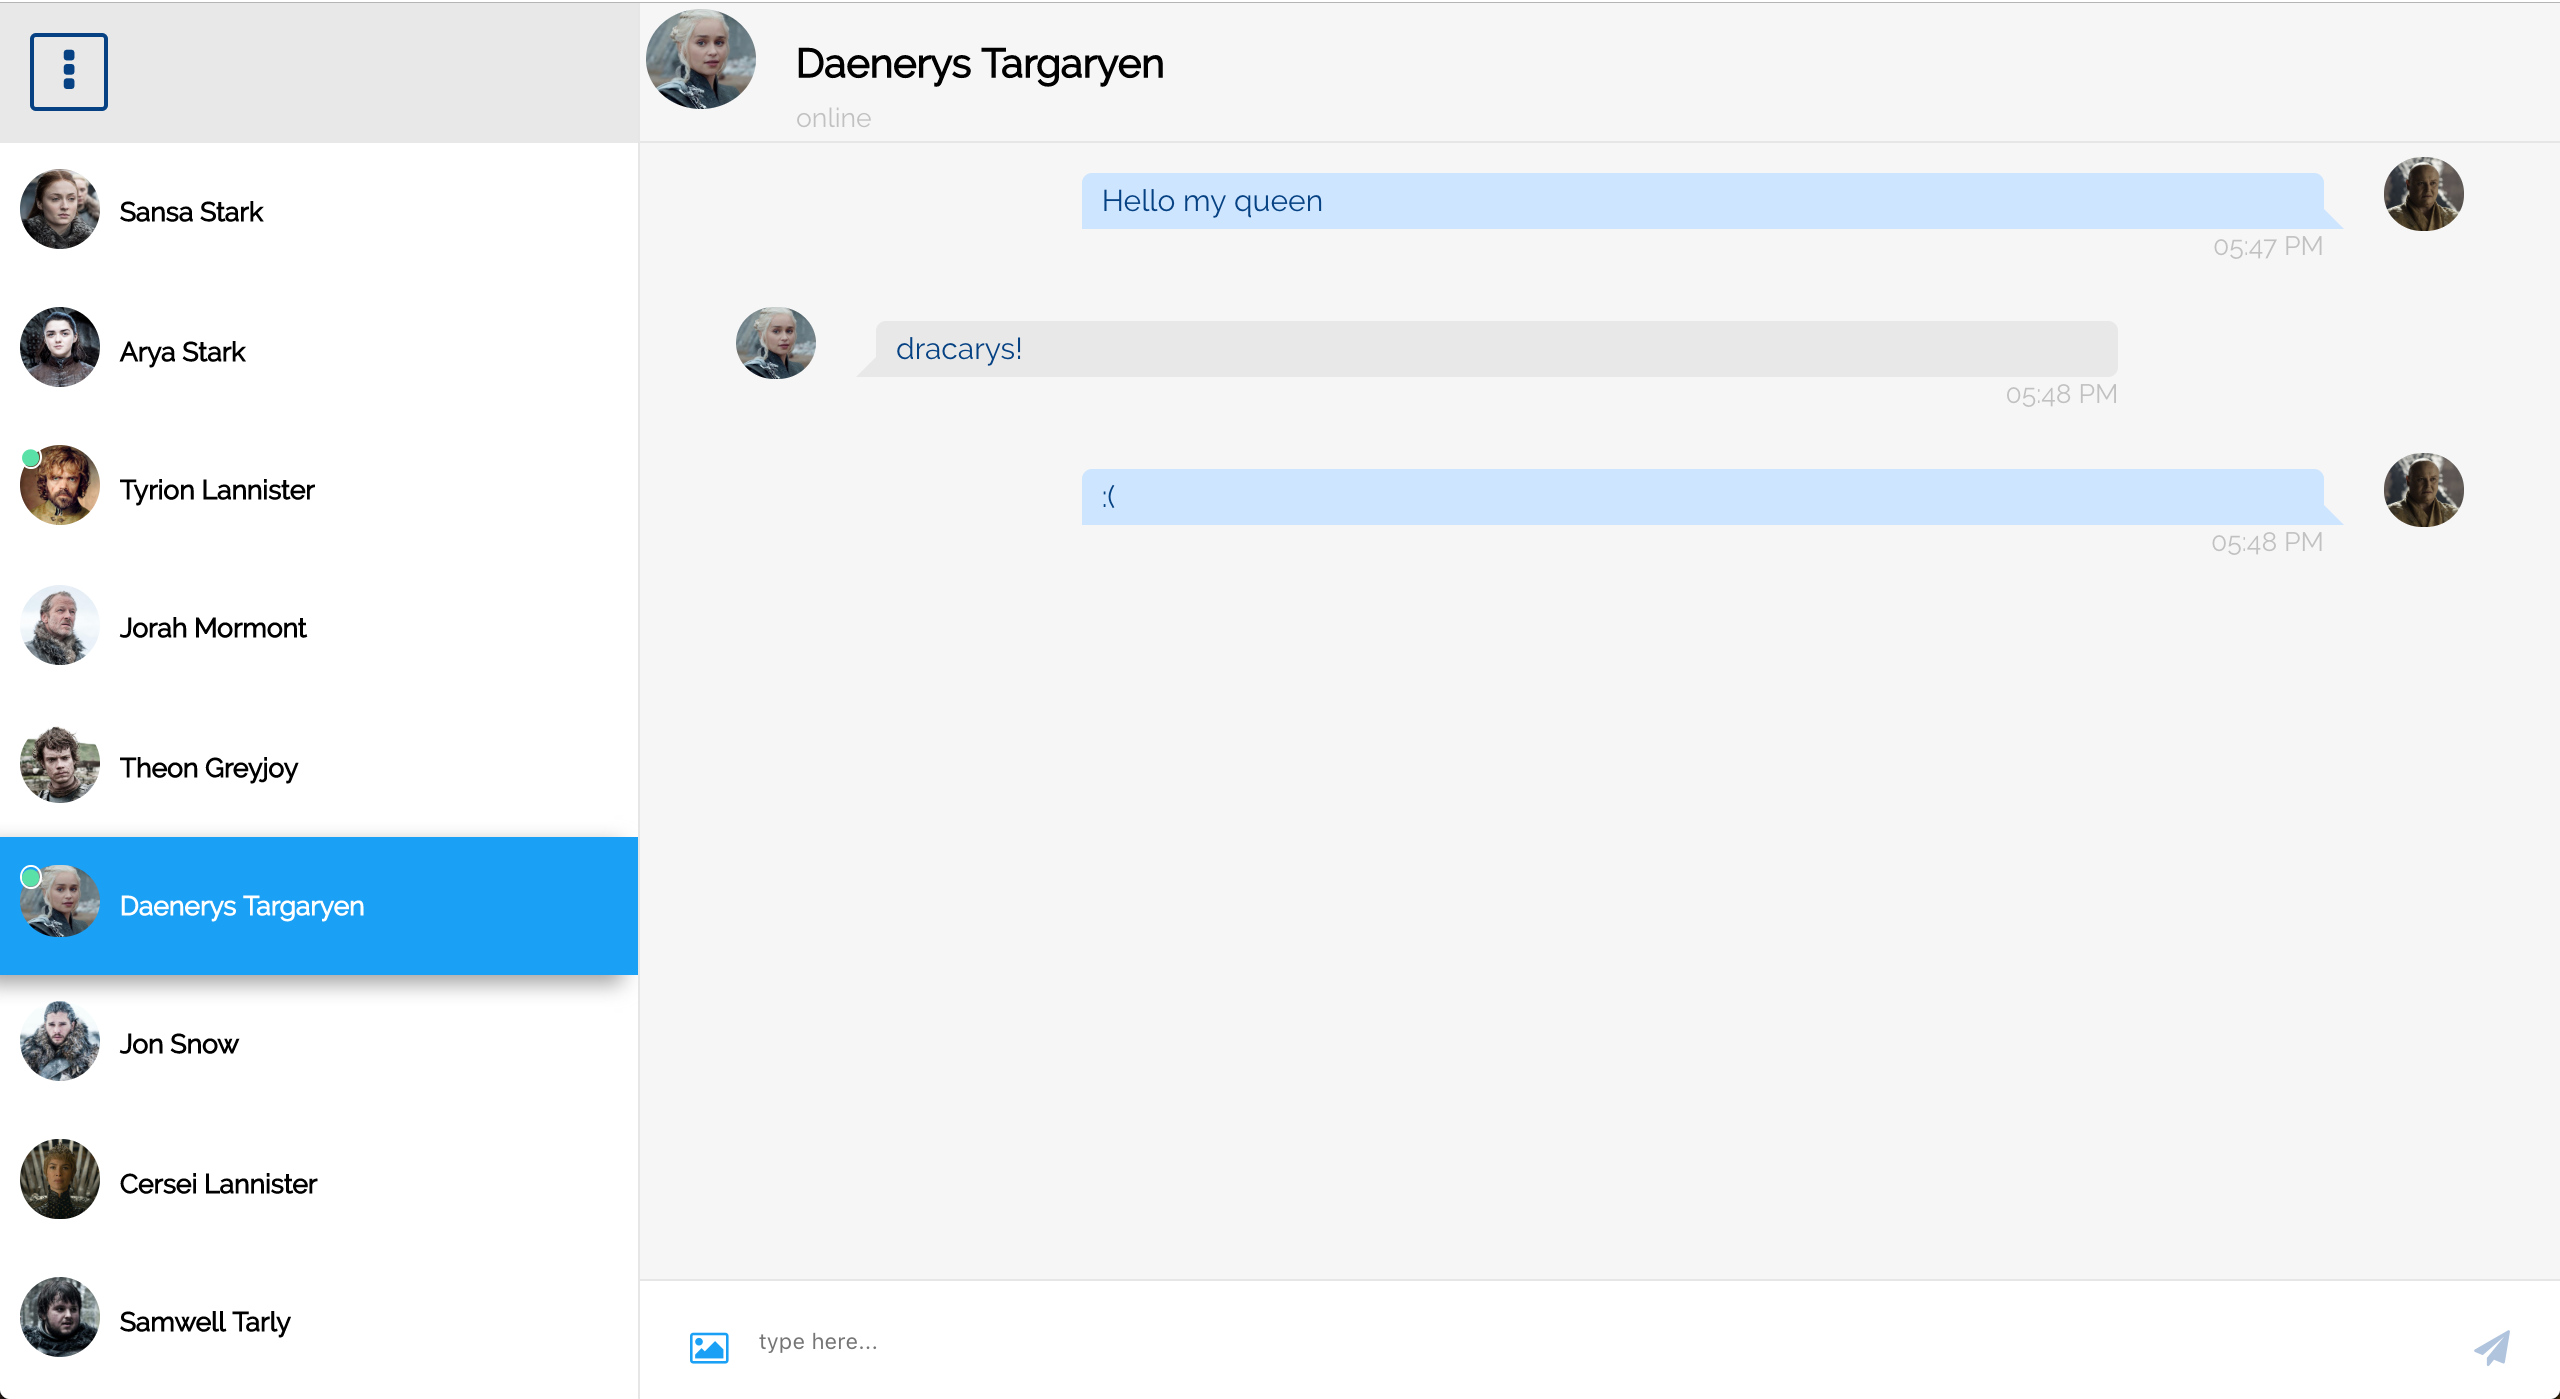 Sansa Stark
Arya Stark
Tyrion Lannister
Jorah Mormont
Theon Greyjoy
Daenerys Targaryen
Jon Snow
Cersei Lannister
Samwell Tarly
Daenerys Targaryen
online
Hello my queen
05:47 PM
dracarys!
05:48 PM
:(
05:48 PM
type here...